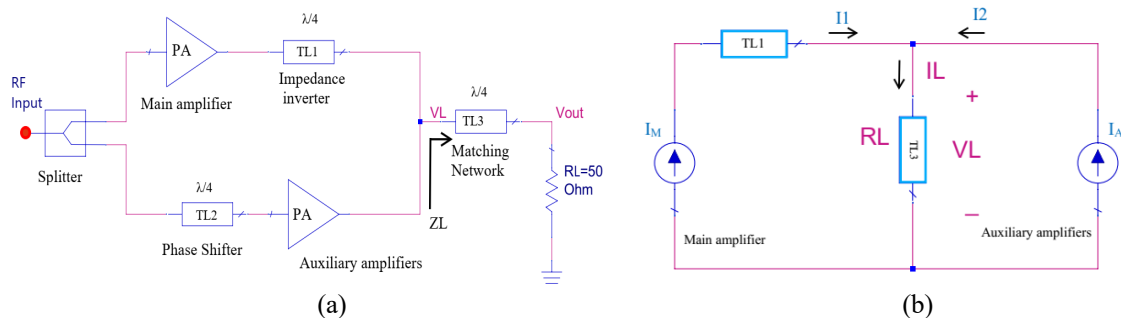 λ/4
PA
TL1
Impedance
inverter
Main amplifier
RF
Input
Splitter
λ/4
VL
TL3
Vout
Matching
Network
RL=50
Ohm
ZL
λ/4
TL2
PA
Phase Shifter
Auxiliary amplifiers
(a)
I1
I2
TL1
IL
+
I_M
RL
TL3
VL
I_A
–
Main amplifier
Auxiliary amplifiers
(b)